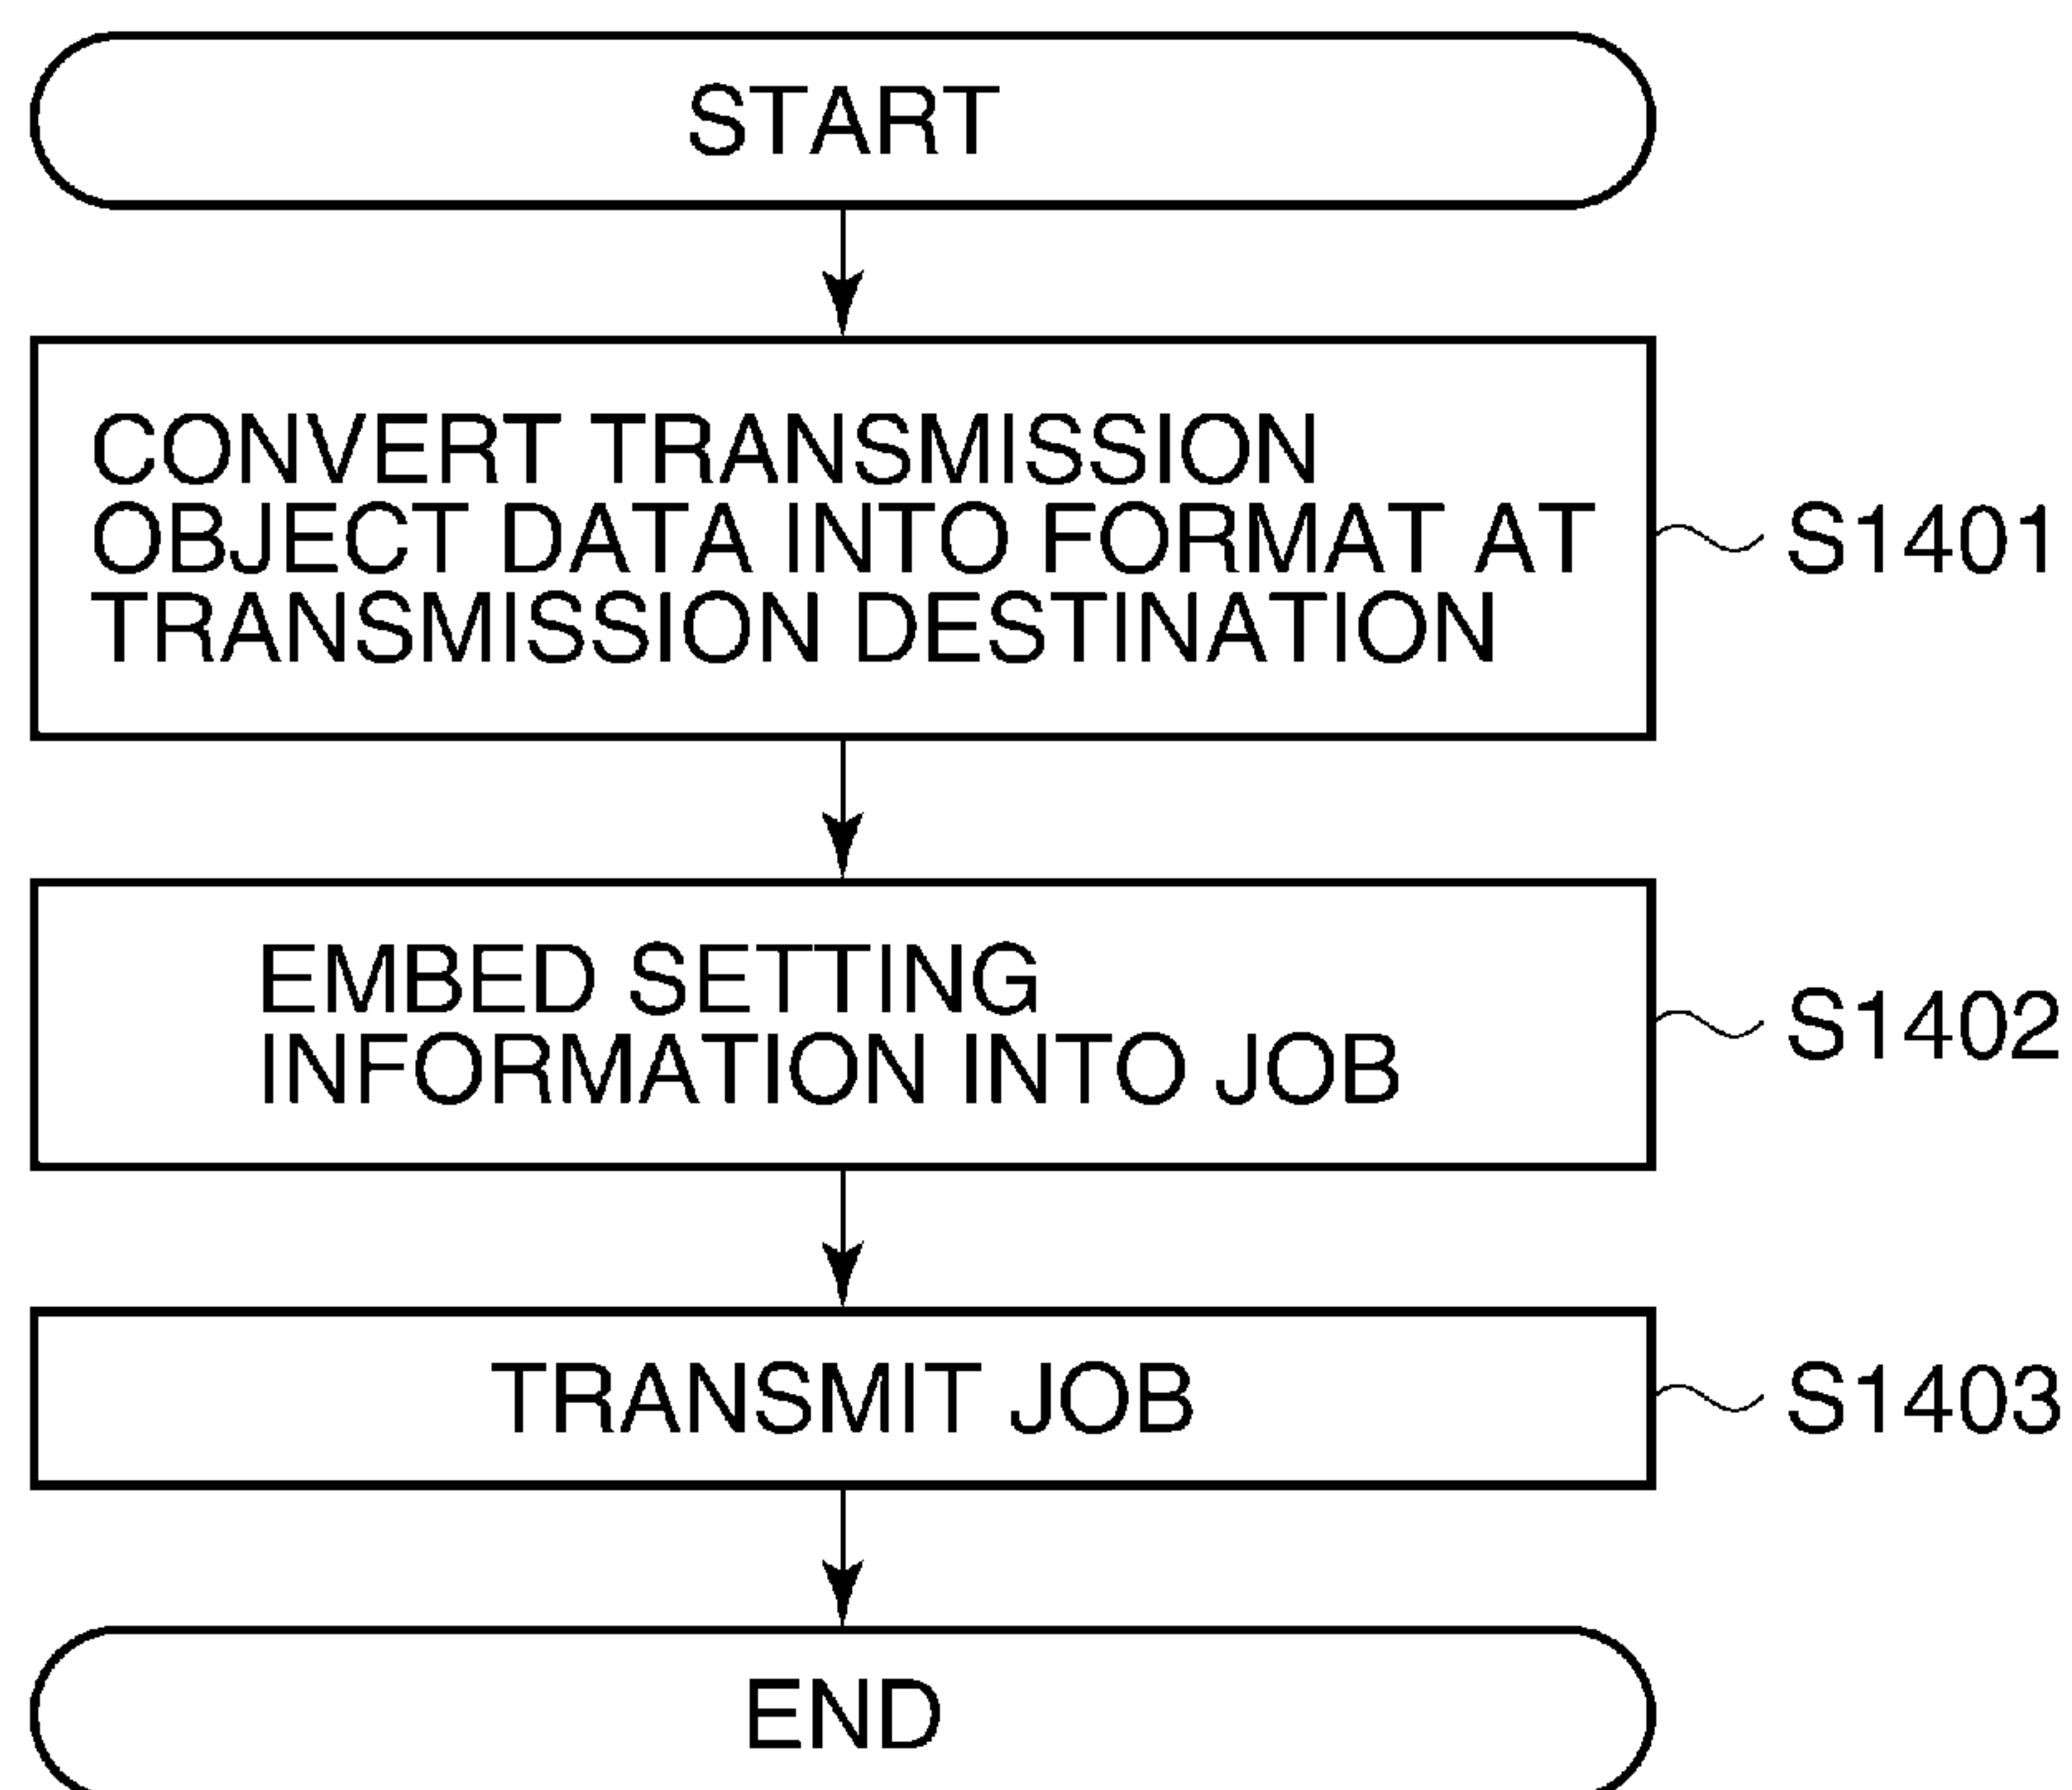 START
CONVERT TRANSMISSION
OBJECT DATA INTO FORMAT AT
TRANSMISSION DESTINATION
S1401
EMBED SETTING
INFORMATION INTO JOB
S1402
TRANSMIT JOB
S1403
END